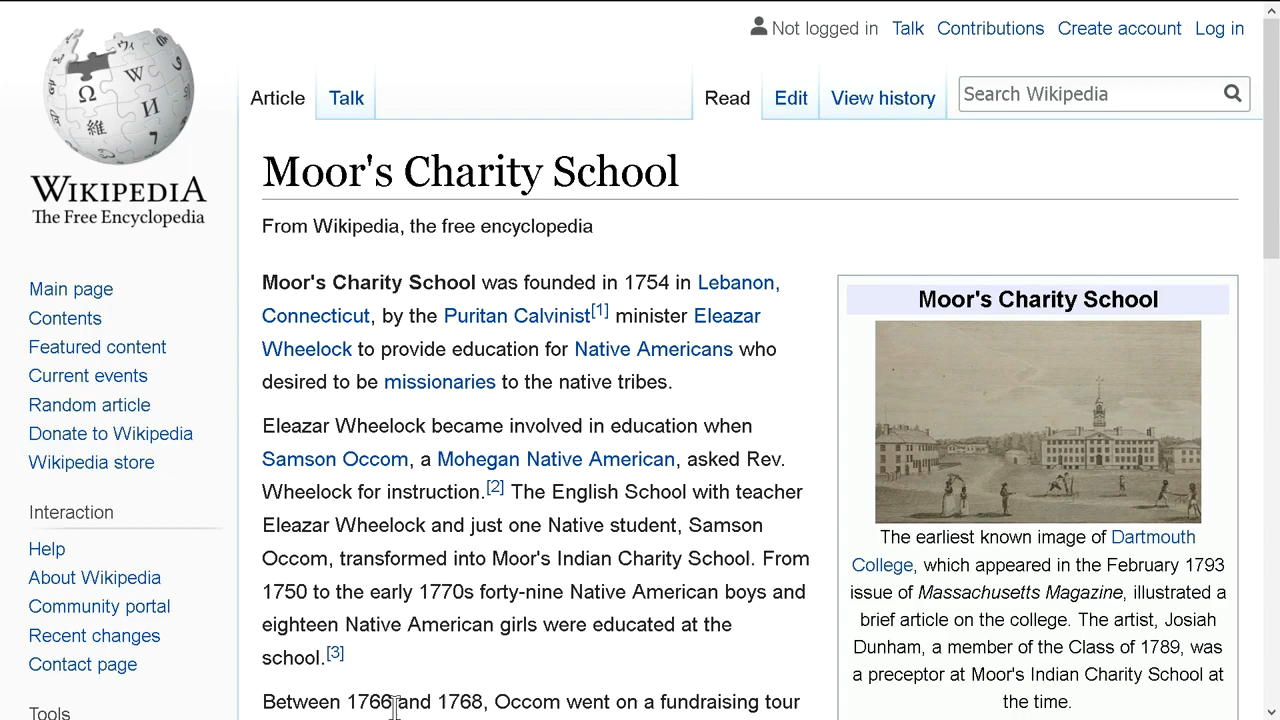 Not logged in Talk Contributions Create account Log in
Article Talk Read Edit View history Search Wikipedia
WIKIPEDIA
The Free Encyclopedia
Main page
Contents
Featured content
Current events
Random article
Donate to Wikipedia
Wikipedia store
Interaction
Help
About Wikipedia
Community portal
Recent changes
Contact page
Tools
Moor's Charity School
From Wikipedia, the free encyclopedia
Moor's Charity School was founded in 1754 in Lebanon,
Connecticut, by the Puritan Calvinist[1] minister Eleazar
Wheelock to provide education for Native Americans who
desired to be missionaries to the native tribes.
Eleazar Wheelock became involved in education when
Samson Occom, a Mohegan Native American, asked Rev.
Wheelock for instruction.[2] The English School with teacher
Eleazar Wheelock and just one Native student, Samson
Occom, transformed into Moor's Indian Charity School. From
1750 to the early 1770s forty-nine Native American boys and
eighteen Native American girls were educated at the
school.[3]
Between 1766 and 1768, Occom went on a fundraising tour
Moor's Charity School
The earliest known image of Dartmouth
College, which appeared in the February 1793
issue of Massachusetts Magazine, illustrated a
brief article on the college. The artist, Josiah
Dunham, a member of the Class of 1789, was
a preceptor at Moor's Indian Charity School at
the time.